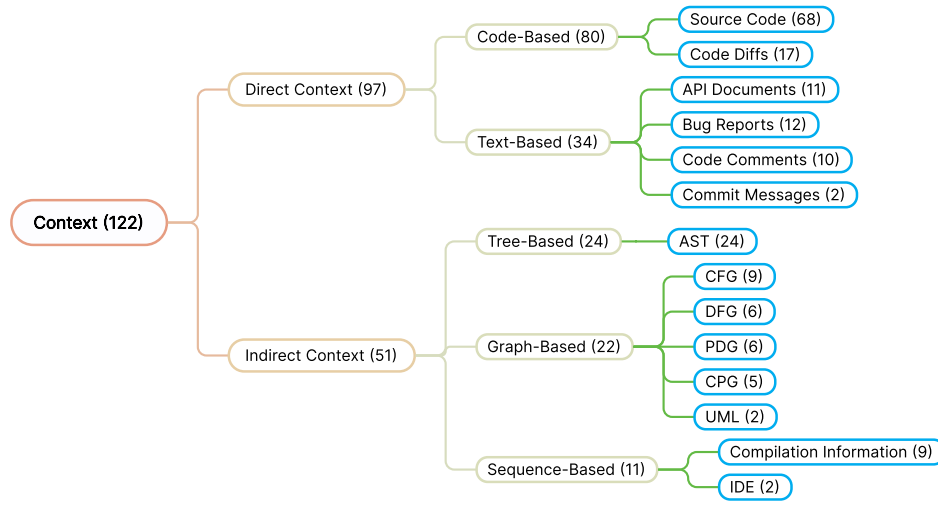 Context (122)
Direct Context (97)
Code-Based (80)
Source Code (68)
Code Diffs (17)
Text-Based (34)
API Documents (11)
Bug Reports (12)
Code Comments (10)
Commit Messages (2)
Indirect Context (51)
Tree-Based (24)
AST (24)
Graph-Based (22)
CFG (9)
DFG (6)
PDG (6)
CPG (5)
UML (2)
Sequence-Based (11)
Compilation Information (9)
IDE (2)